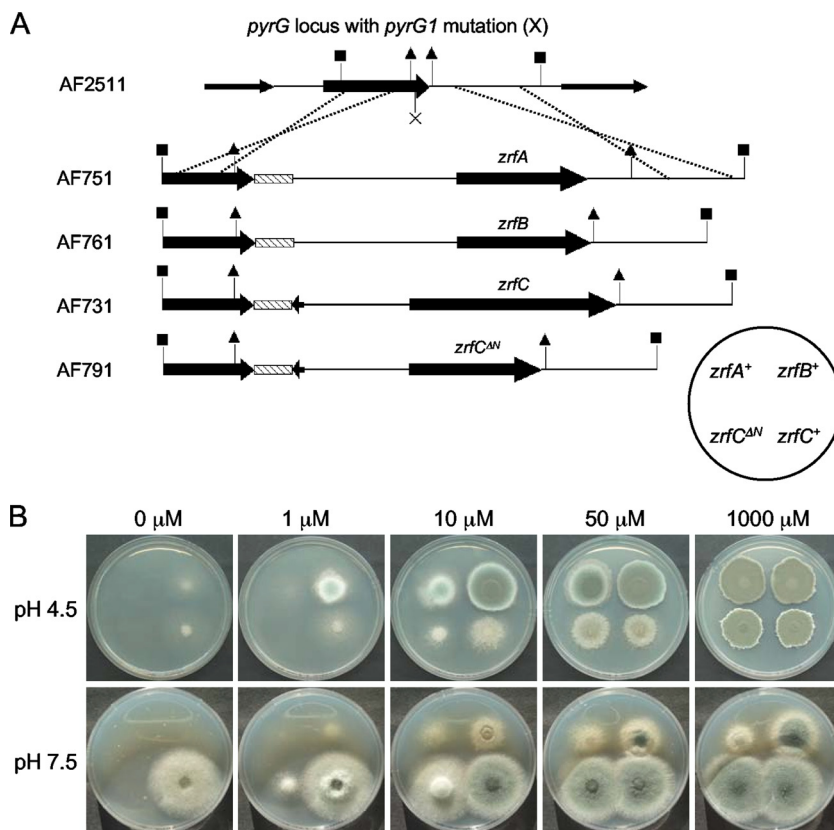 A
pyrG locus with pyrG1 mutation (X)
AF2511
X
AF751
zrfA
AF761
zrfB
AF731
zrfC
AF791
zrfC^ΔN
zrfA⁺ zrfB⁺
zrfC^ΔN zrfC⁺
B
0 μM 1 μM 10 μM 50 μM 1000 μM
pH 4.5
pH 7.5